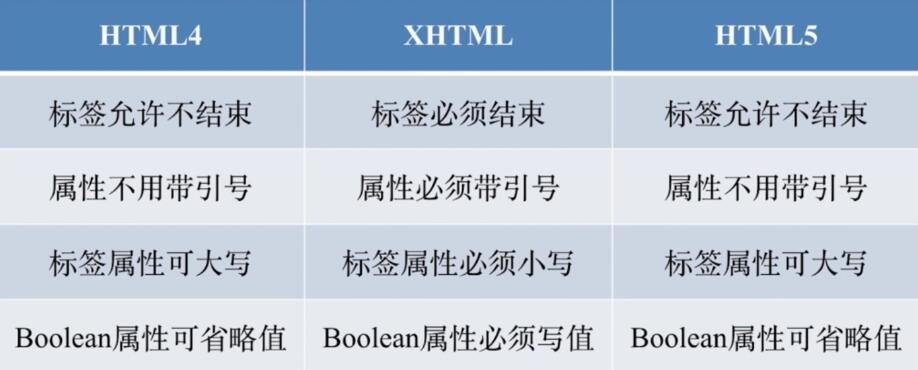 HTML4 XHTML HTML5
标签允许不结束 标签必须结束 标签允许不结束
属性不用带引号 属性必须带引号 属性不用带引号
标签属性可大写 标签属性必须小写 标签属性可大写
Boolean属性可省略值 Boolean属性必须写值 Boolean属性可省略值